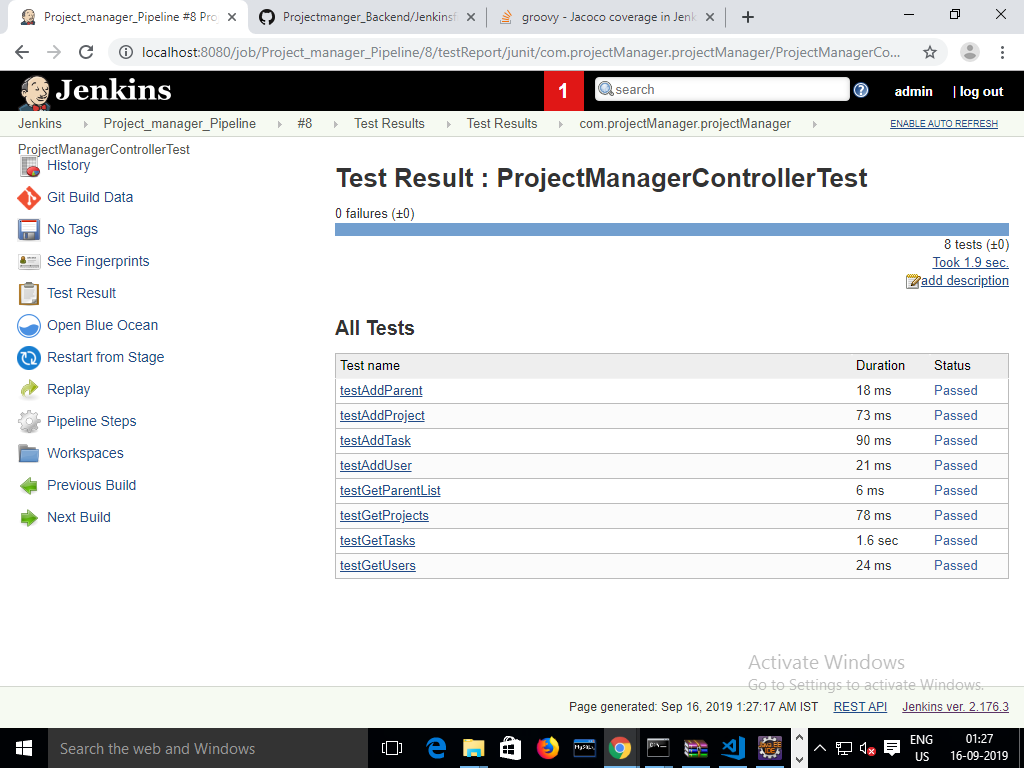 Project_manager_Pipeline #8 Pro
Projectmanger_Backend/Jenkinsf
groovy - Jacoco coverage in Jenk
localhost:8080/job/Project_manager_Pipeline/8/testReport/junit/com.projectManager.projectManager/ProjectManagerCo...
Jenkins
1
search
admin
| log out
Jenkins
Project_manager_Pipeline
#8
Test Results
Test Results
com.projectManager.projectManager
ENABLE AUTO REFRESH
ProjectManagerControllerTest
History
Git Build Data
No Tags
See Fingerprints
Test Result
Open Blue Ocean
Restart from Stage
Replay
Pipeline Steps
Workspaces
Previous Build
Next Build
Test Result : ProjectManagerControllerTest
0 failures (±0)
8 tests (±0)
Took 1.9 sec.
add description
All Tests
Test name Duration Status
testAddParent 18 ms Passed
testAddProject 73 ms Passed
testAddTask 90 ms Passed
testAddUser 21 ms Passed
testGetParentList 6 ms Passed
testGetProjects 78 ms Passed
testGetTasks 1.6 sec Passed
testGetUsers 24 ms Passed
Activate Windows
Go to Settings to activate Windows.
Page generated: Sep 16, 2019 1:27:17 AM IST REST API Jenkins ver. 2.176.3
Search the web and Windows
ENG
US
01:27
16-09-2019